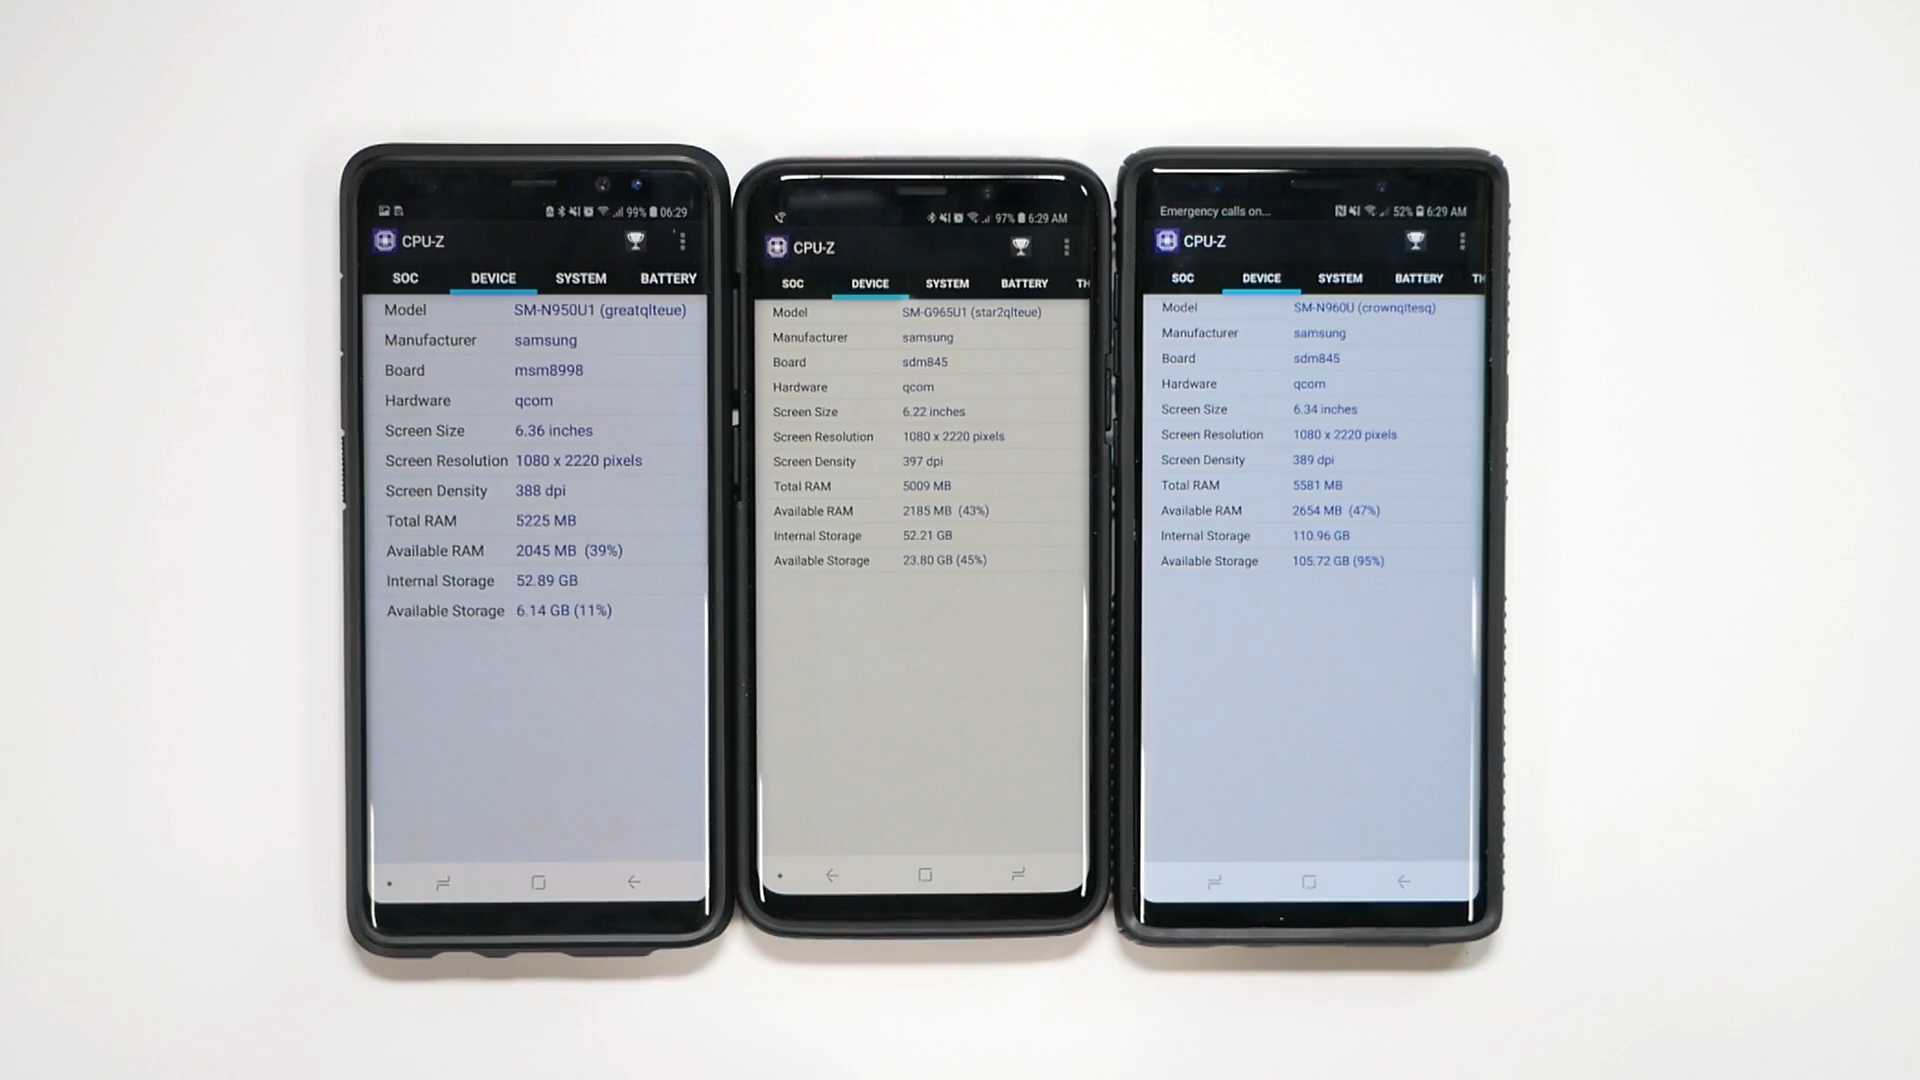 99% 06:29
CPU-Z
SOC DEVICE SYSTEM BATTERY
Model SM-N950U1 (greatqlteue)
Manufacturer samsung
Board msm8998
Hardware qcom
Screen Size 6.36 inches
Screen Resolution 1080 x 2220 pixels
Screen Density 388 dpi
Total RAM 5225 MB
Available RAM 2045 MB (39%)
Internal Storage 52.89 GB
Available Storage 6.14 GB (11%)
97% 6:29 AM
CPU-Z
SOC DEVICE SYSTEM BATTERY TH
Model SM-G965U1 (star2qlteue)
Manufacturer samsung
Board sdm845
Hardware qcom
Screen Size 6.22 inches
Screen Resolution 1080 x 2220 pixels
Screen Density 397 dpi
Total RAM 5009 MB
Available RAM 2185 MB (43%)
Internal Storage 52.21 GB
Available Storage 23.80 GB (45%)
Emergency calls on... 52% 6:29 AM
CPU-Z
SOC DEVICE SYSTEM BATTERY TH
Model SM-N960U (crownqltesq)
Manufacturer samsung
Board sdm845
Hardware qcom
Screen Size 6.34 inches
Screen Resolution 1080 x 2220 pixels
Screen Density 389 dpi
Total RAM 5581 MB
Available RAM 2654 MB (47%)
Internal Storage 110.96 GB
Available Storage 105.72 GB (95%)